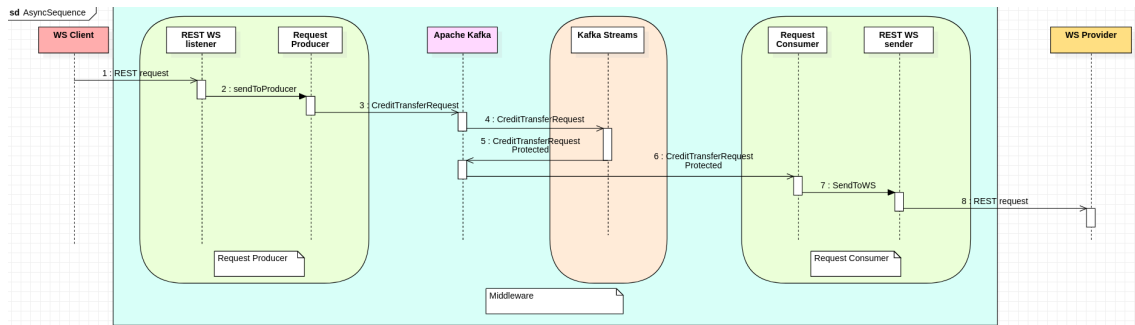 sd AsyncSequence
WS Client
REST WS
listener
Request
Producer
Apache Kafka
Kafka Streams
Request
Consumer
REST WS
sender
WS Provider
1 : REST request
2 : sendToProducer
3 : CreditTransferRequest
4 : CreditTransferRequest
5 : CreditTransferRequest
Protected
6 : CreditTransferRequest
Protected
7 : SendToWS
8 : REST request
Request Producer
Request Consumer
Middleware